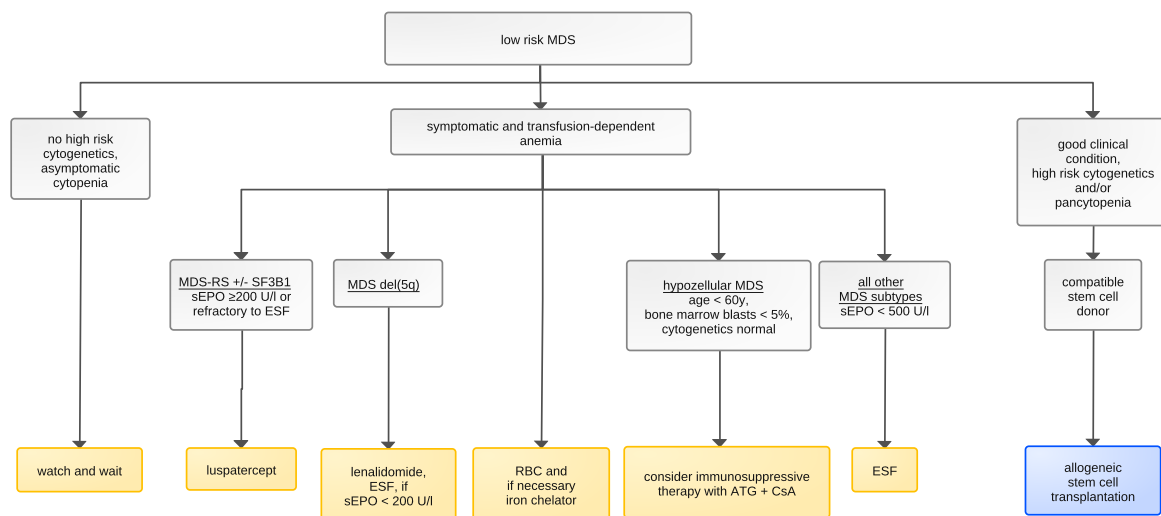 low risk MDS
no high risk
cytogenetics,
asymptomatic
cytopenia
symptomatic and transfusion-dependent
anemia
good clinical
condition,
high risk cytogenetics
and/or
pancytopenia
MDS-RS +/- SF3B1
sEPO ≥200 U/l or
refractory to ESF
MDS del(5q)
hypozellular MDS
age < 60y,
bone marrow blasts < 5%,
cytogenetics normal
all other
MDS subtypes
sEPO < 500 U/l
compatible
stem cell
donor
watch and wait
luspatercept
lenalidomide,
ESF, if
sEPO < 200 U/l
RBC and
if necessary
iron chelator
consider immunosuppressive
therapy with ATG + CsA
ESF
allogeneic
stem cell
transplantation